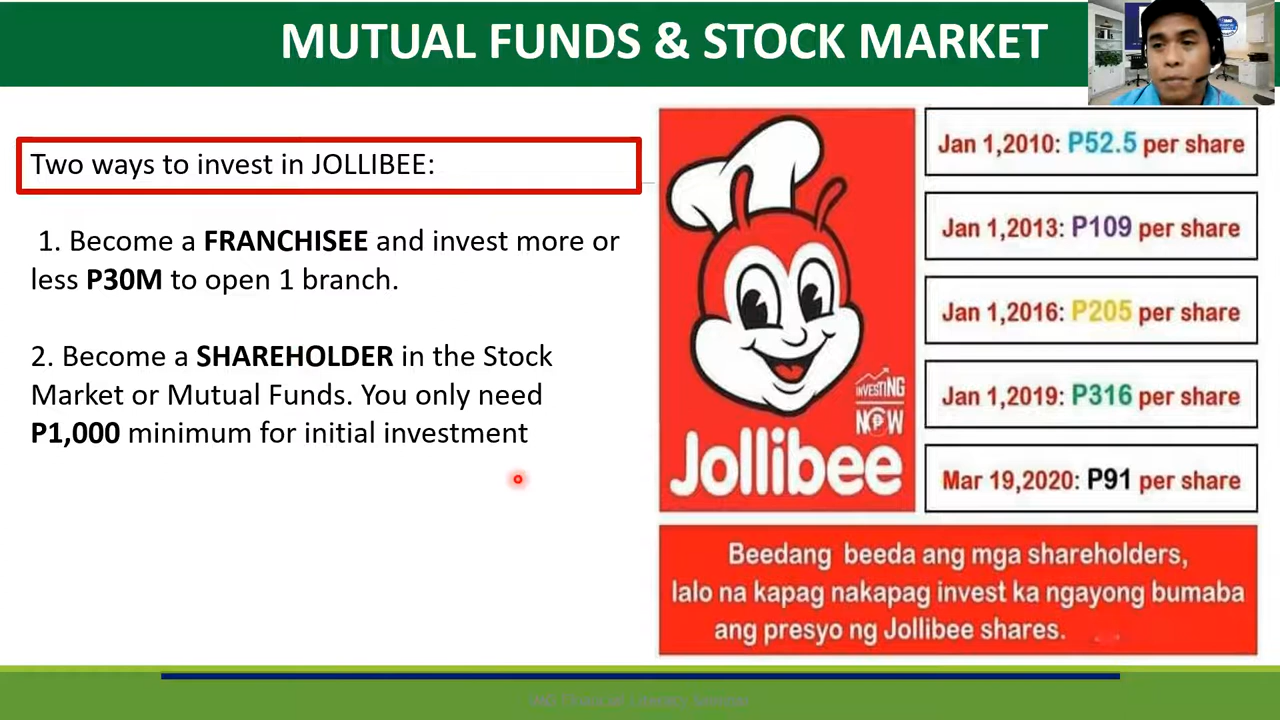 MUTUAL FUNDS & STOCK MARKET
Two ways to invest in JOLLIBEE:
1. Become a FRANCHISEE and invest more or
less P30M to open 1 branch.
2. Become a SHAREHOLDER in the Stock
Market or Mutual Funds. You only need
P1,000 minimum for initial investment
INVESTING
NOW
Jollibee
Jan 1,2010: P52.5 per share
Jan 1,2013: P109 per share
Jan 1,2016: P205 per share
Jan 1,2019: P316 per share
Mar 19,2020: P91 per share
Beedang beeda ang mga shareholders,
lalo na kapag nakapag invest ka ngayong bumaba
ang presyo ng Jollibee shares.
IMG Financial Literacy Seminar